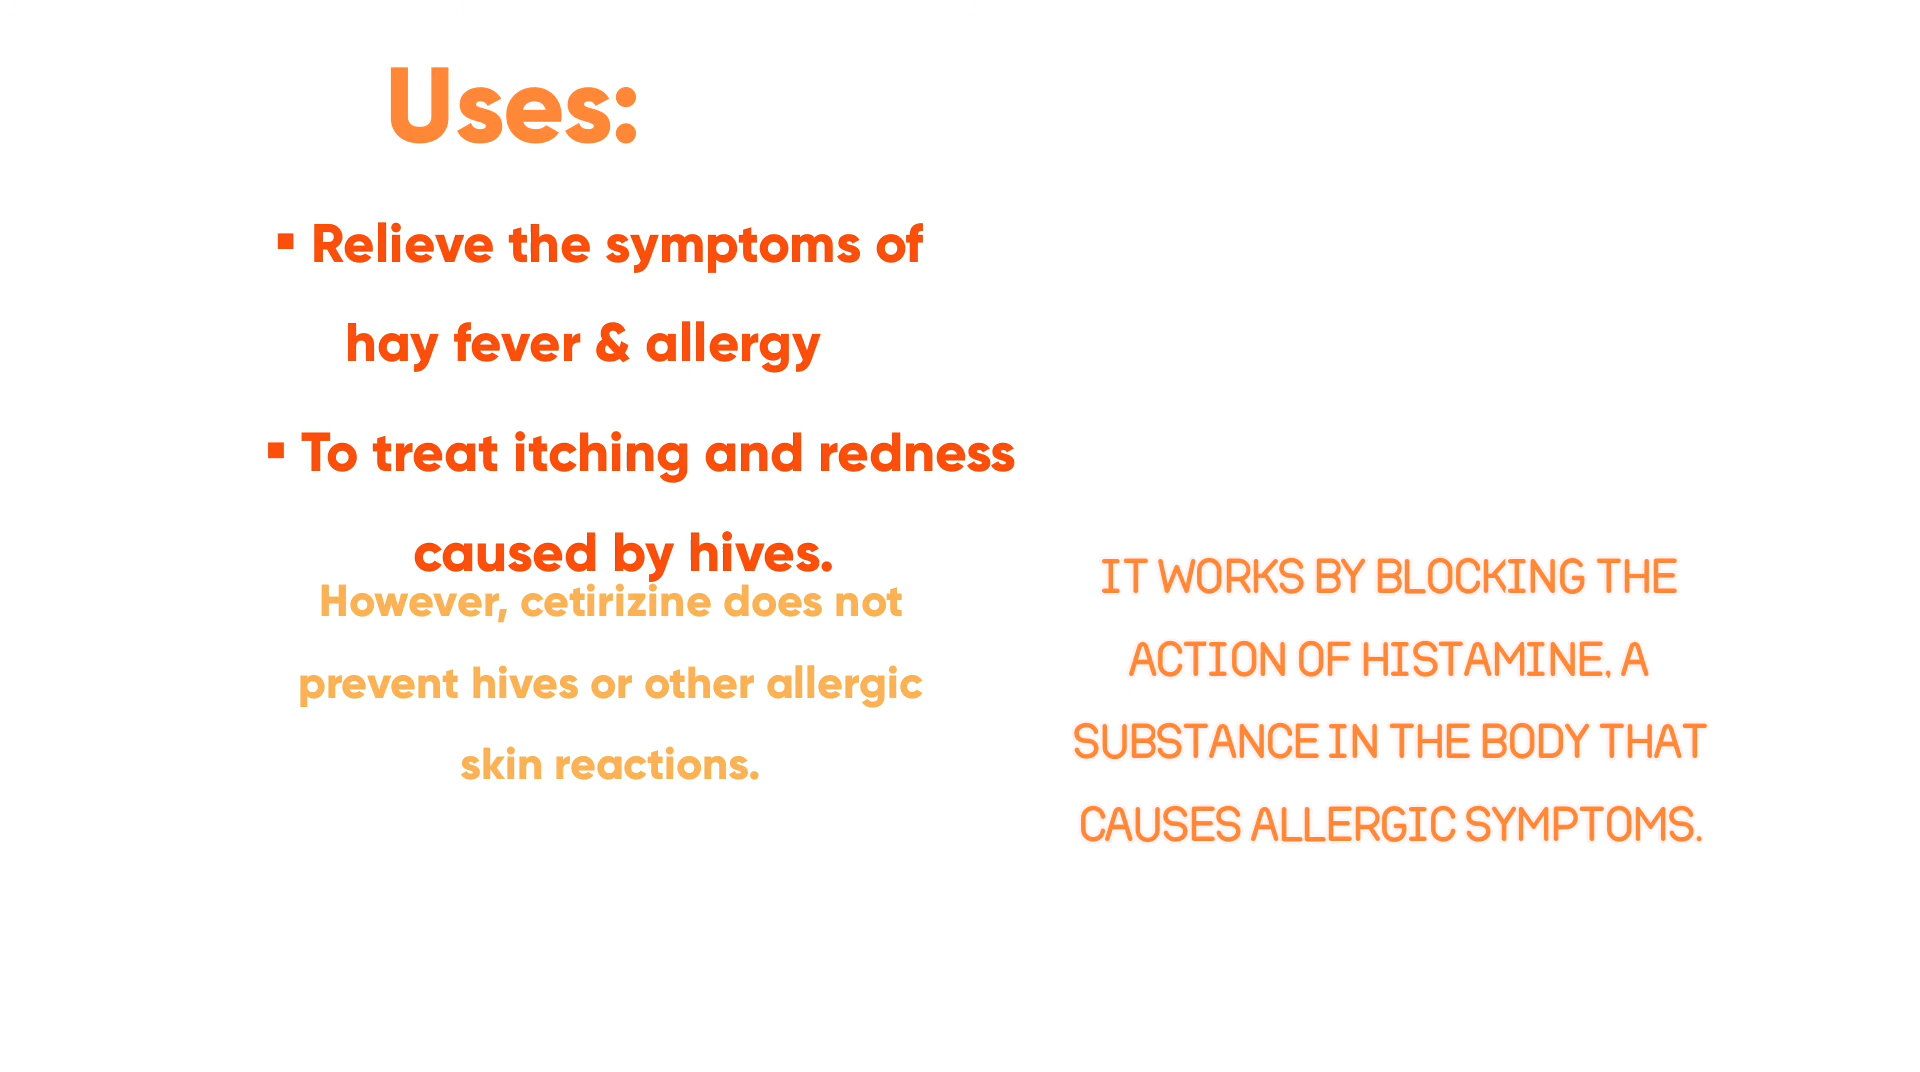 Uses:
▪ Relieve the symptoms of
hay fever & allergy
▪ To treat itching and redness
caused by hives.
However, cetirizine does not
prevent hives or other allergic
skin reactions.
IT WORKS BY BLOCKING THE
ACTION OF HISTAMINE, A
SUBSTANCE IN THE BODY THAT
CAUSES ALLERGIC SYMPTOMS.